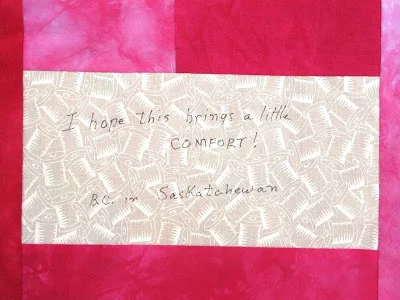 I hope this brings a little
COMFORT!
B.C. in Saskatchewan